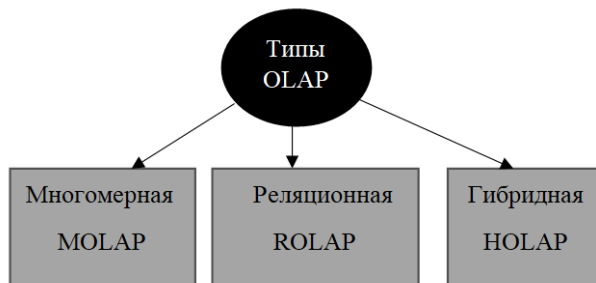 Типы
OLAP
Многомерная
MOLAP
Реляционная
ROLAP
Гибридная
HOLAP